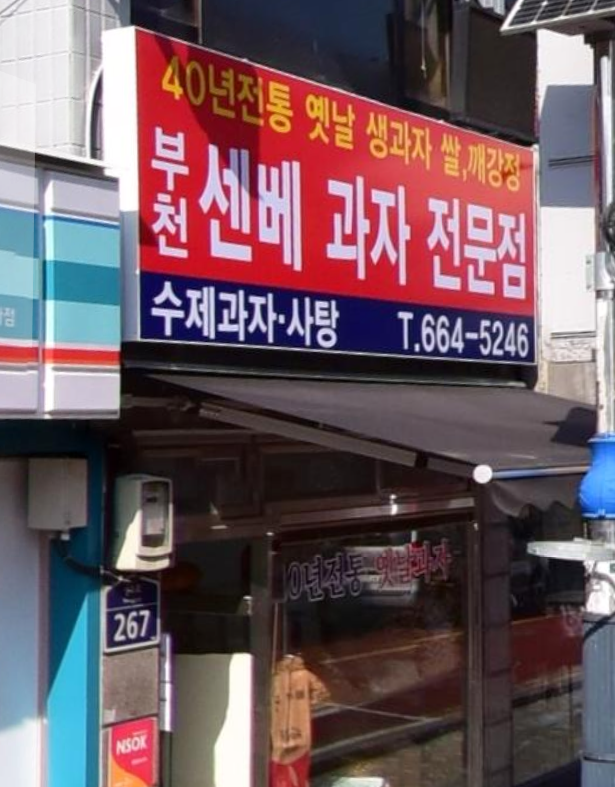 40년전통 옛날 생과자 쌀,깨강정
부천 센베 과자 전문점
수제과자·사탕 T.664-5246
0년전통 옛날과자
267
NSOK